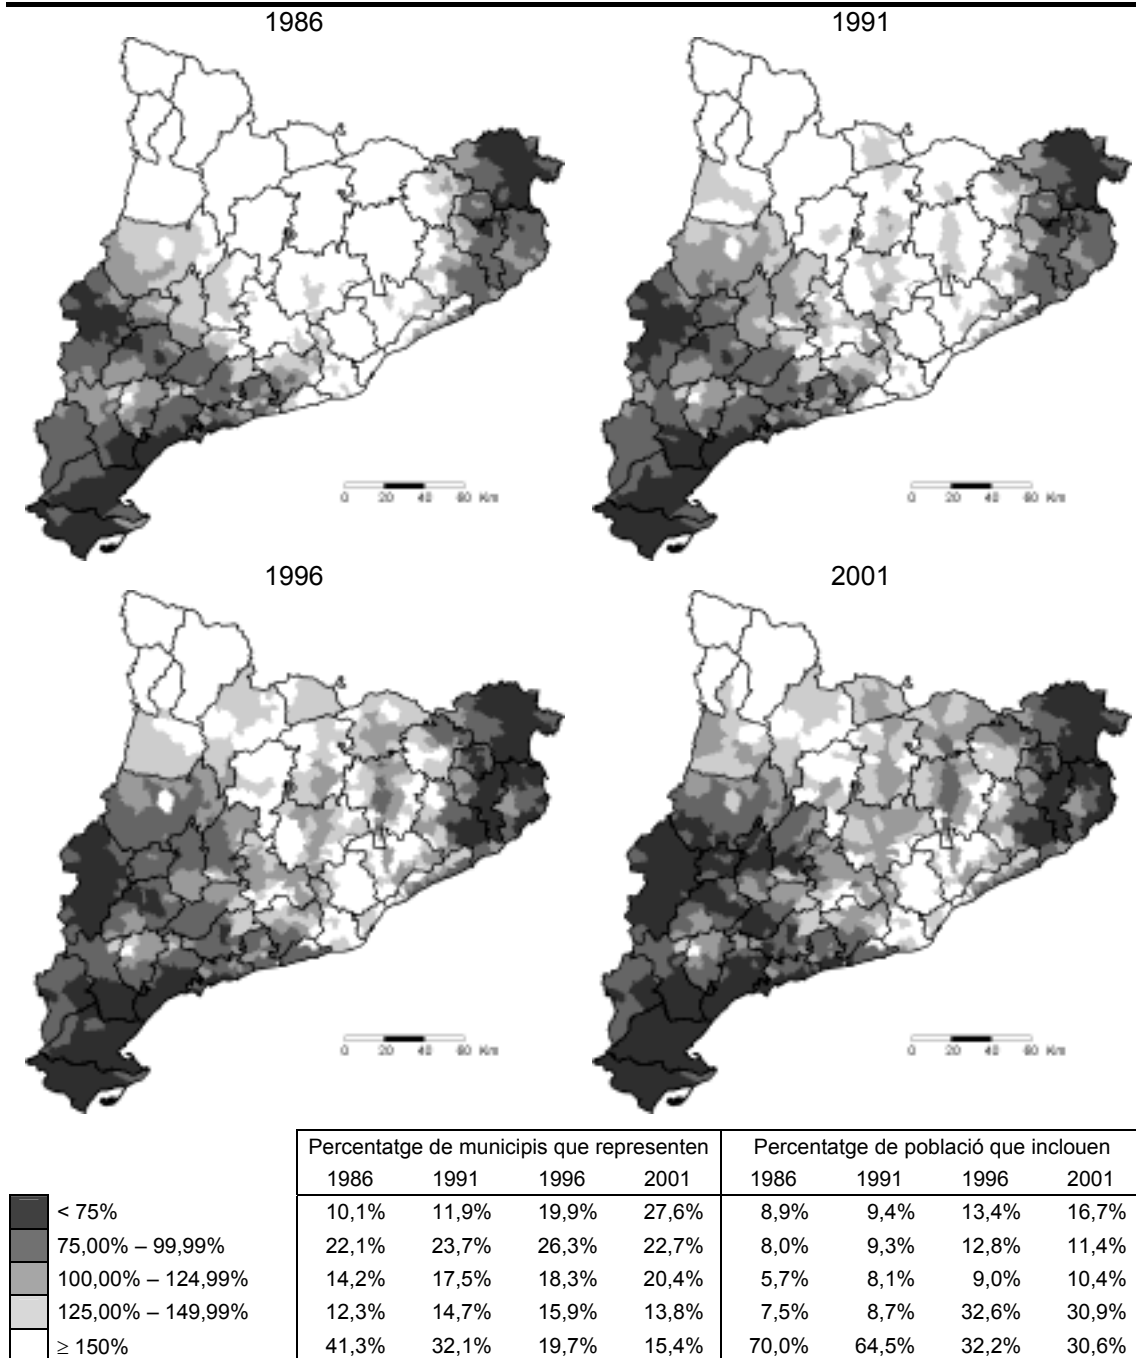 1986 1991
0 20 40 60 Km 0 20 40 60 Km
1996 2001
0 20 40 60 Km 0 20 40 60 Km
Percentatge de municipis que representen Percentatge de població que inclouen
1986 1991 1996 2001 1986 1991 1996 2001
< 75% 10,1% 11,9% 19,9% 27,6% 8,9% 9,4% 13,4% 16,7%
75,00% – 99,99% 22,1% 23,7% 26,3% 22,7% 8,0% 9,3% 12,8% 11,4%
100,00% – 124,99% 14,2% 17,5% 18,3% 20,4% 5,7% 8,1% 9,0% 10,4%
125,00% – 149,99% 12,3% 14,7% 15,9% 13,8% 7,5% 8,7% 32,6% 30,9%
≥ 150% 41,3% 32,1% 19,7% 15,4% 70,0% 64,5% 32,2% 30,6%